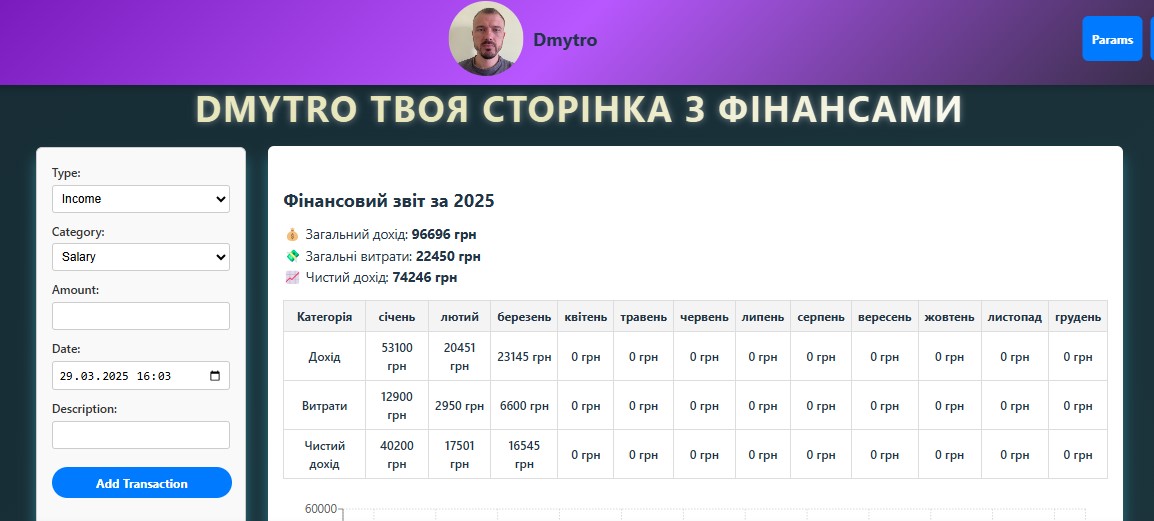 Dmytro
Params
DMYTRO ТВОЯ СТОРІНКА З ФІНАНСАМИ
Type:
Income
Category:
Salary
Amount:
Date:
29.03.2025 16:03
Description:
Add Transaction
Фінансовий звіт за 2025
Загальний дохід: 96696 грн
Загальні витрати: 22450 грн
Чистий дохід: 74246 грн
Категорія січень лютий березень квітень травень червень липень серпень вересень жовтень листопад грудень
Дохід 53100 грн 20451 грн 23145 грн 0 грн 0 грн 0 грн 0 грн 0 грн 0 грн 0 грн 0 грн 0 грн
Витрати 12900 грн 2950 грн 6600 грн 0 грн 0 грн 0 грн 0 грн 0 грн 0 грн 0 грн 0 грн 0 грн
Чистий дохід 40200 грн 17501 грн 16545 грн 0 грн 0 грн 0 грн 0 грн 0 грн 0 грн 0 грн 0 грн 0 грн
60000